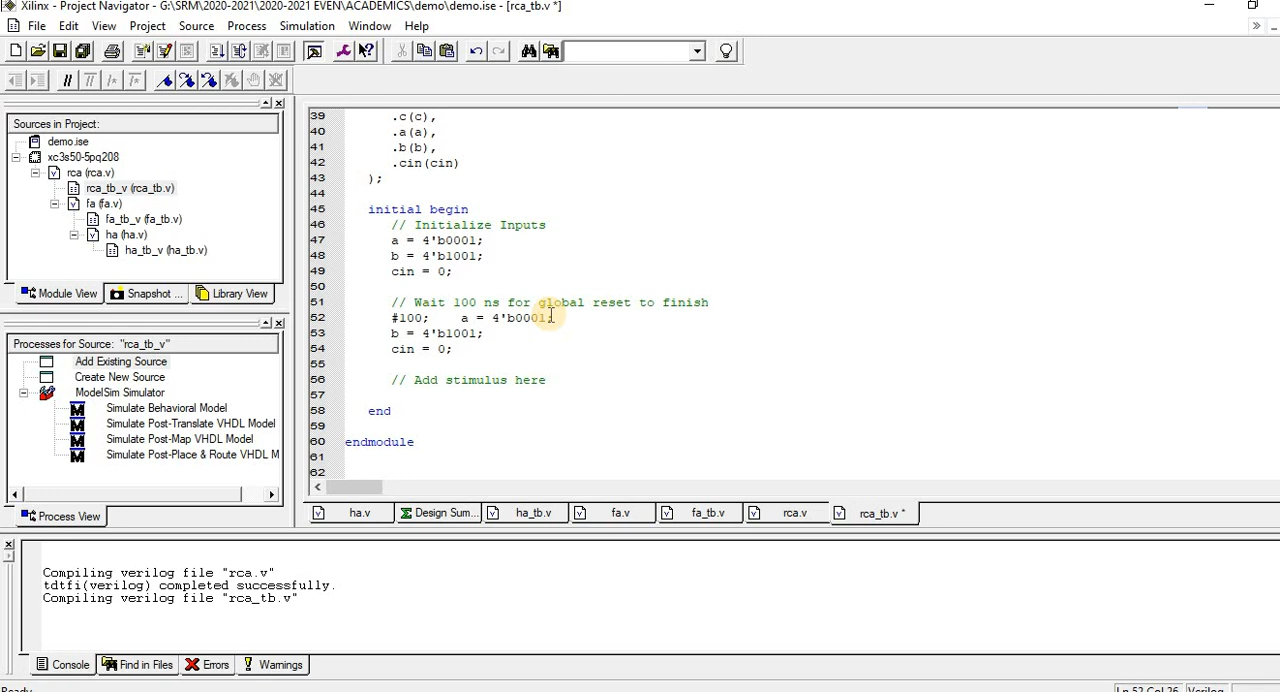 Xilinx - Project Navigator - G:\SRM\2020-2021\2020-2021 EVEN\ACADEMICS\demo\demo.ise - [rca_tb.v *]
File Edit View Project Source Process Simulation Window Help
Sources in Project:
demo.ise
xc3s50-5pq208
rca (rca.v)
rca_tb_v (rca_tb.v)
fa (fa.v)
fa_tb_v (fa_tb.v)
ha (ha.v)
ha_tb_v (ha_tb.v)
Module View Snapshot ... Library View
Processes for Source: "rca_tb_v"
Add Existing Source
Create New Source
ModelSim Simulator
Simulate Behavioral Model
Simulate Post-Translate VHDL Model
Simulate Post-Map VHDL Model
Simulate Post-Place & Route VHDL M
Process View
39 .c(c),
40 .a(a),
41 .b(b),
42 .cin(cin)
43 );
44
45 initial begin
46 // Initialize Inputs
47 a = 4'b0001;
48 b = 4'b1001;
49 cin = 0;
50
51 // Wait 100 ns for global reset to finish
52 #100; a = 4'b0001;
53 b = 4'b1001;
54 cin = 0;
55
56 // Add stimulus here
57
58 end
59
60 endmodule
61
62
ha.v Design Sum... ha_tb.v fa.v fa_tb.v rca.v rca_tb.v *
Compiling verilog file "rca.v"
tdtfi(verilog) completed successfully.
Compiling verilog file "rca_tb.v"
Console Find in Files Errors Warnings
Ready
Ln 52 Col 26 Verilog